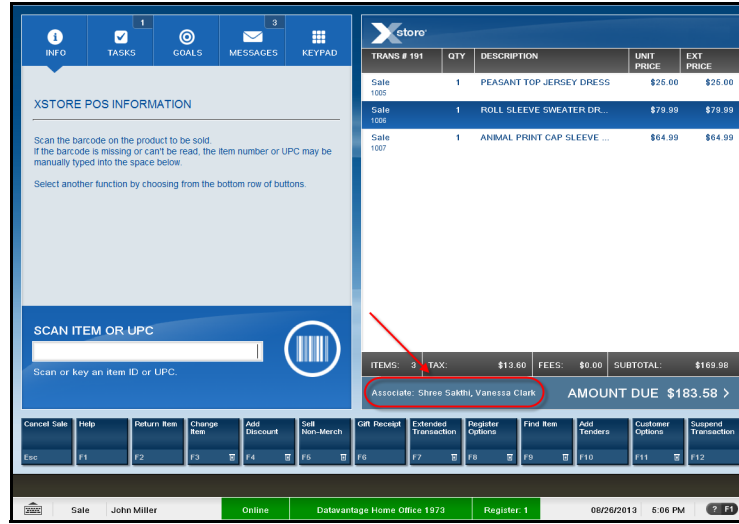 1
3
INFO
TASKS
GOALS
MESSAGES
KEYPAD
XSTORE POS INFORMATION
Scan the barcode on the product to be sold.
If the barcode is missing or can't be read, the item number or UPC may be
manually typed into the space below.
Select another function by choosing from the bottom row of buttons.
SCAN ITEM OR UPC
Scan or key an item ID or UPC.
Xstore
TRANS # 191 QTY DESCRIPTION UNIT PRICE EXT PRICE
Sale 1 PEASANT TOP JERSEY DRESS $25.00 $25.00
1005
Sale 1 ROLL SLEEVE SWEATER DR... $79.99 $79.99
1006
Sale 1 ANIMAL PRINT CAP SLEEVE ... $64.99 $64.99
1007
ITEMS: 3 TAX: $13.60 FEES: $0.00 SUBTOTAL: $169.98
Associate: Shree Sakthi, Vanessa Clark AMOUNT DUE $183.58 >
Cancel Sale
Esc
Help
F1
Return Item
F2
Change
Item
F3
Add
Discount
F4
Sell
Non-Merch
F5
Gift Receipt
F6
Extended
Transaction
F7
Register
Options
F8
Find Item
F9
Add
Tenders
F10
Customer
Options
F11
Suspend
Transaction
F12
Sale John Miller Online Datavantage Home Office 1973 Register: 1 08/26/2013 5:06 PM ? F1